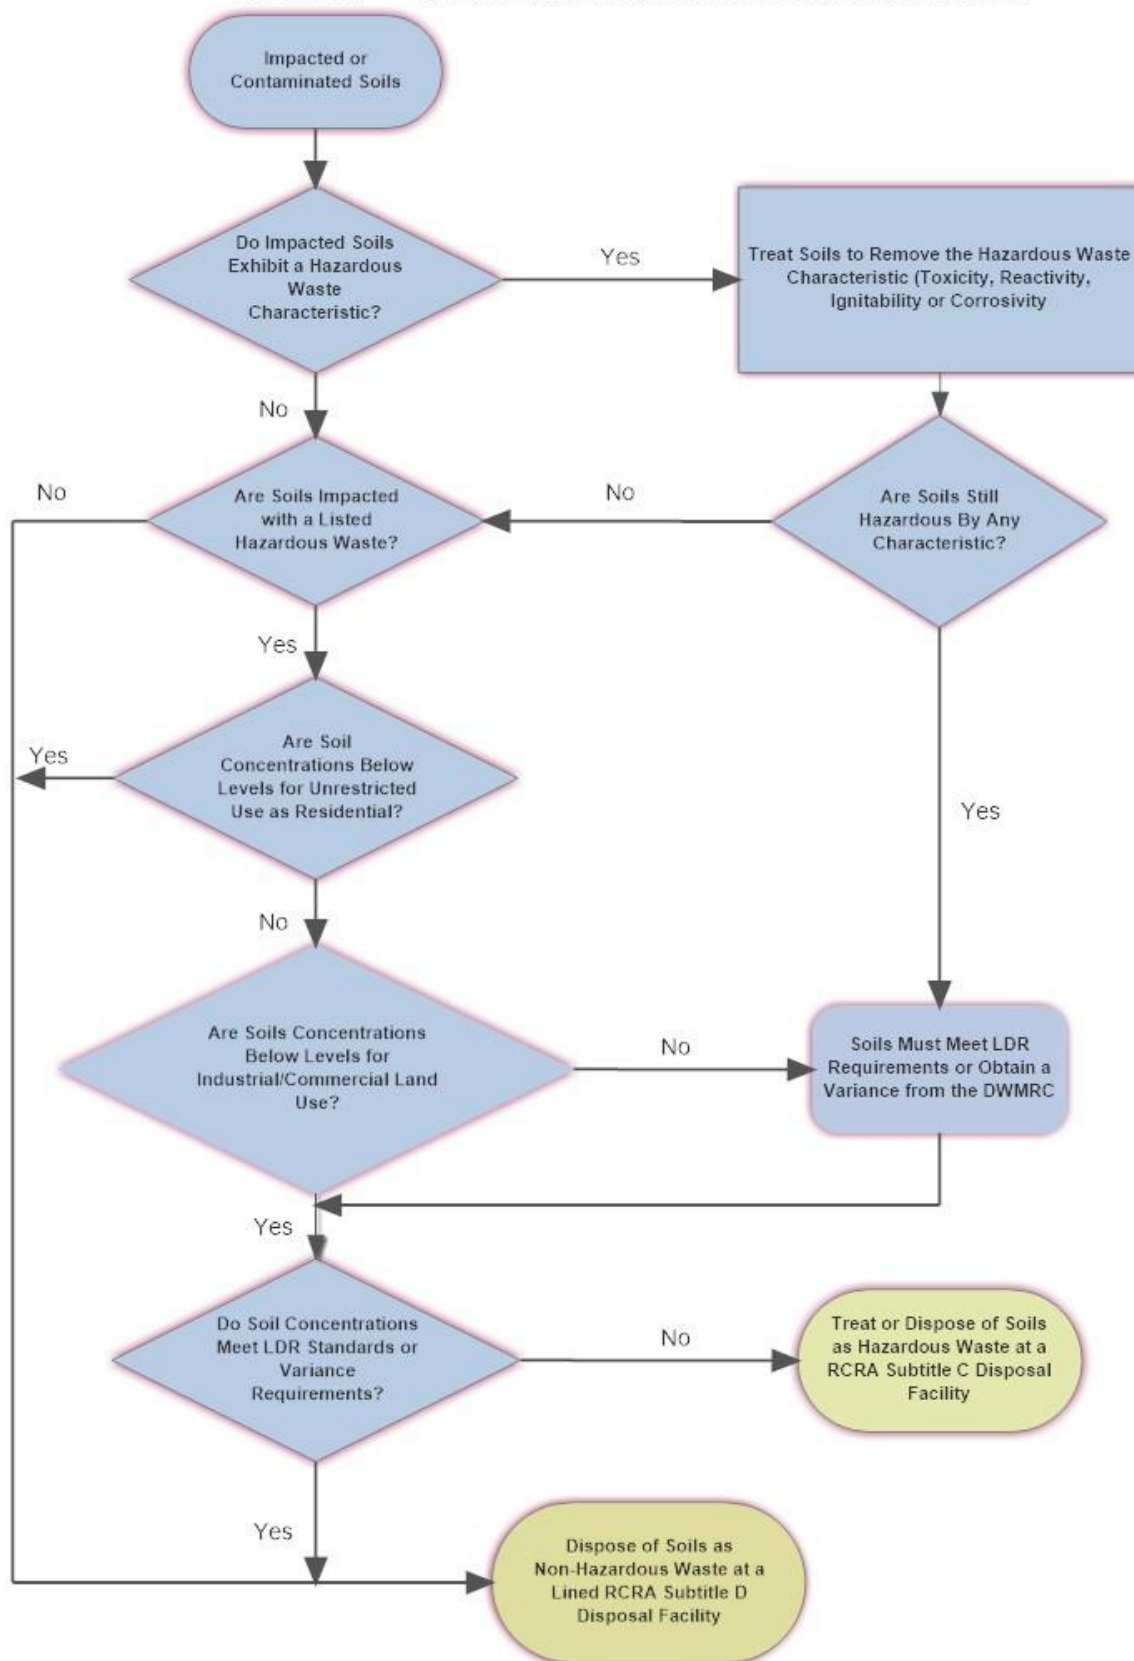 Impacted or
Contaminated Soils
Do Impacted Soils
Exhibit a Hazardous
Waste
Characteristic?
Yes
Treat Soils to Remove the Hazardous Waste
Characteristic (Toxicity, Reactivity,
Ignitability or Corrosivity
No
Are Soils Impacted
with a Listed
Hazardous Waste?
No
No
Are Soils Still
Hazardous By Any
Characteristic?
Yes
Are Soil
Concentrations Below
Levels for Unrestricted
Use as Residential?
Yes
Yes
No
Are Soils Concentrations
Below Levels for
Industrial/Commercial Land
Use?
No
Soils Must Meet LDR
Requirements or Obtain a
Variance from the DWMRC
Yes
Do Soil Concentrations
Meet LDR Standards or
Variance
Requirements?
No
Treat or Dispose of Soils
as Hazardous Waste at a
RCRA Subtitle C Disposal
Facility
Yes
Dispose of Soils as
Non-Hazardous Waste at a
Lined RCRA Subtitle D
Disposal Facility